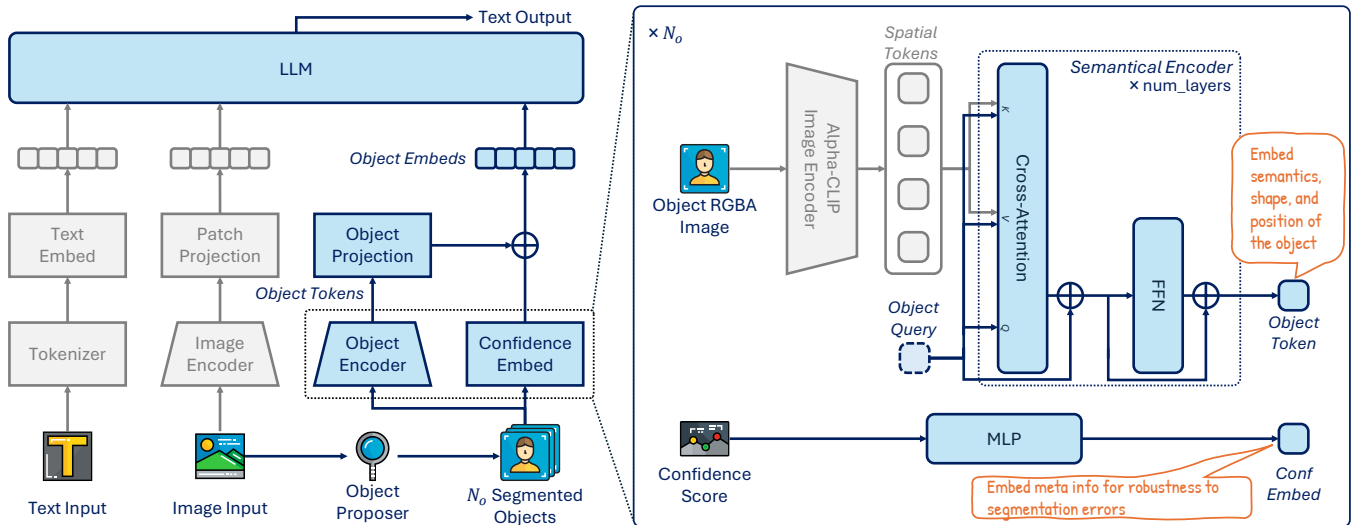 Text Output
LLM
Object Embeds
Text
Embed
Patch
Projection
Object
Projection
Object Tokens
Tokenizer
Image
Encoder
Object
Encoder
Confidence
Embed
T
Text Input
Image Input
Object
Proposer
N_o Segmented
Objects
× N_o
Spatial
Tokens
Semantical Encoder
× num_layers
Alpha-CLIP
Image Encoder
Object RGBA
Image
K
V
Q
Cross-Attention
FFN
Embed
semantics,
shape, and
position of
the object
Object
Query
Object
Token
Confidence
Score
MLP
Embed meta info for robustness to
segmentation errors
Conf
Embed